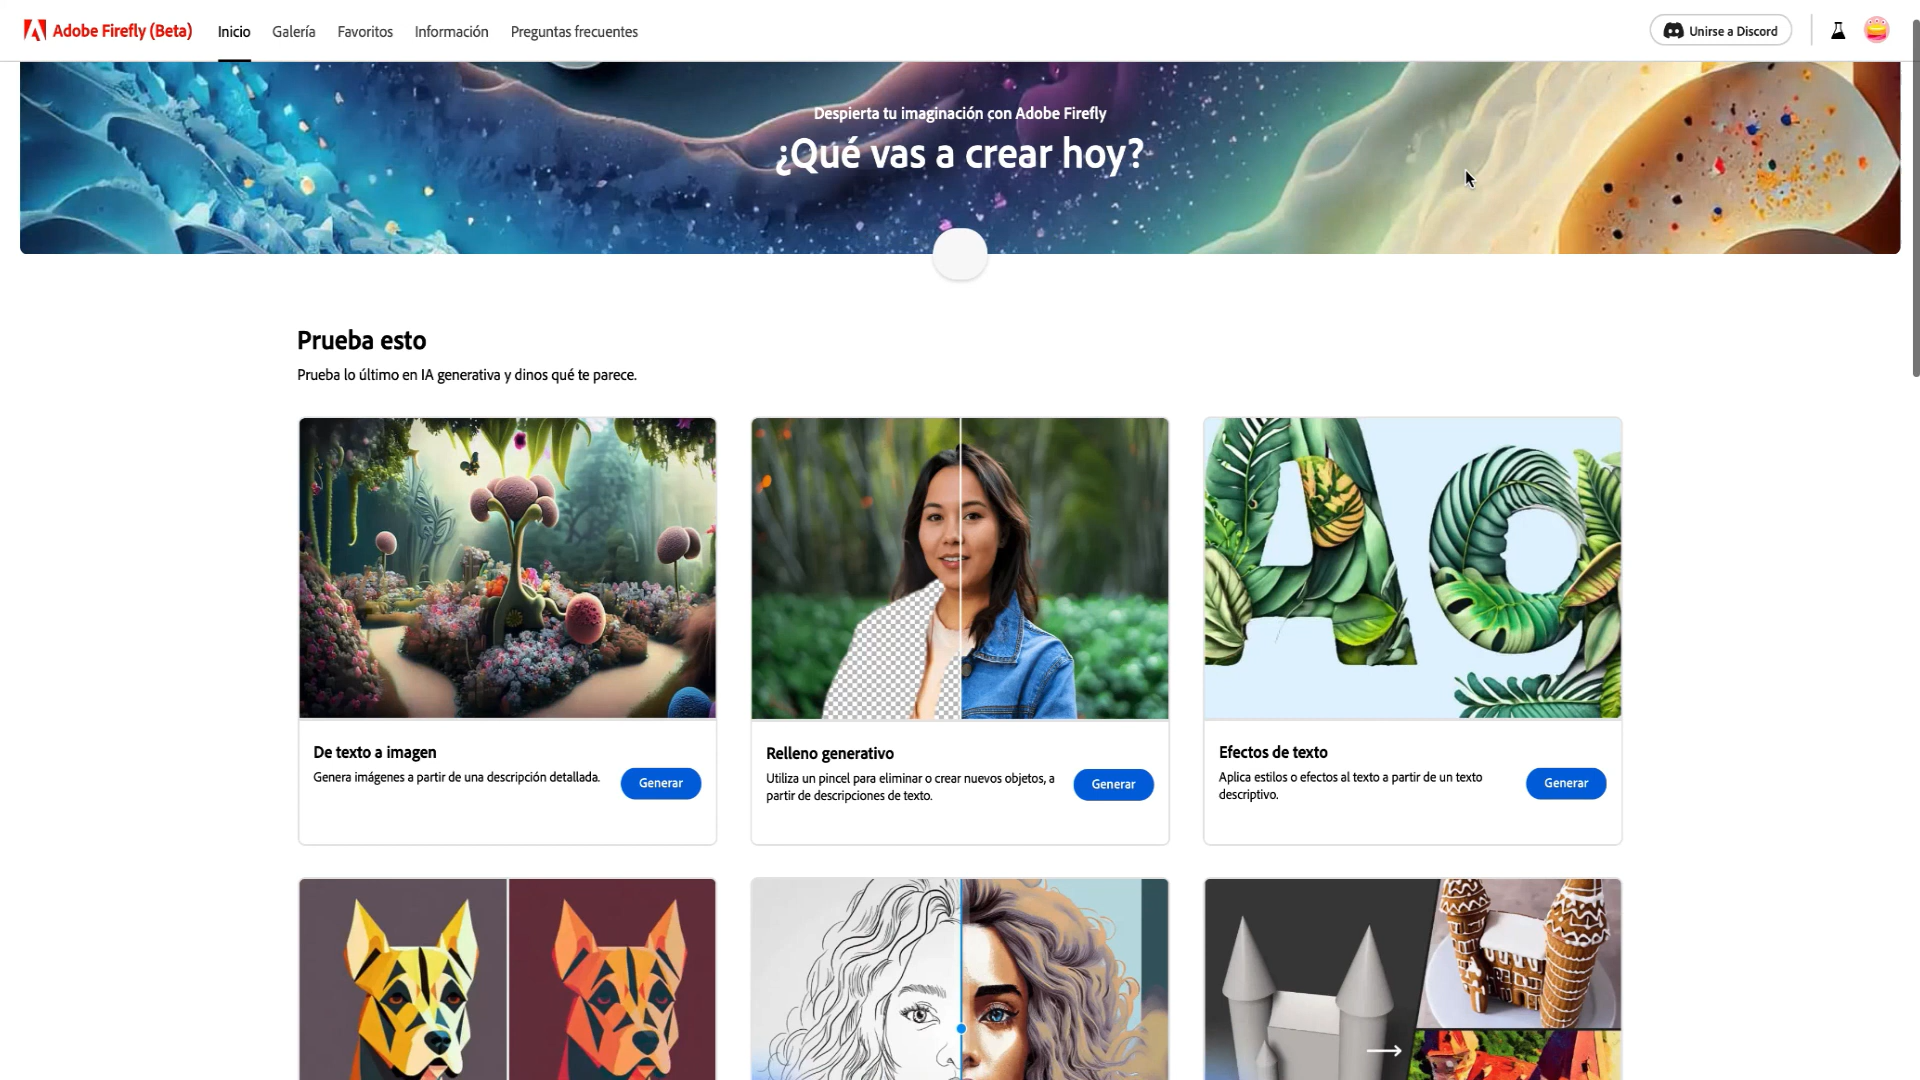 Adobe Firefly (Beta)
Inicio
Galería
Favoritos
Información
Preguntas frecuentes
Unirse a Discord
Despierta tu imaginación con Adobe Firefly
¿Qué vas a crear hoy?
Prueba esto
Prueba lo último en IA generativa y dinos qué te parece.
De texto a imagen
Genera imágenes a partir de una descripción detallada.
Generar
Relleno generativo
Utiliza un pincel para eliminar o crear nuevos objetos, a
partir de descripciones de texto.
Generar
Ag
Efectos de texto
Aplica estilos o efectos al texto a partir de un texto
descriptivo.
Generar